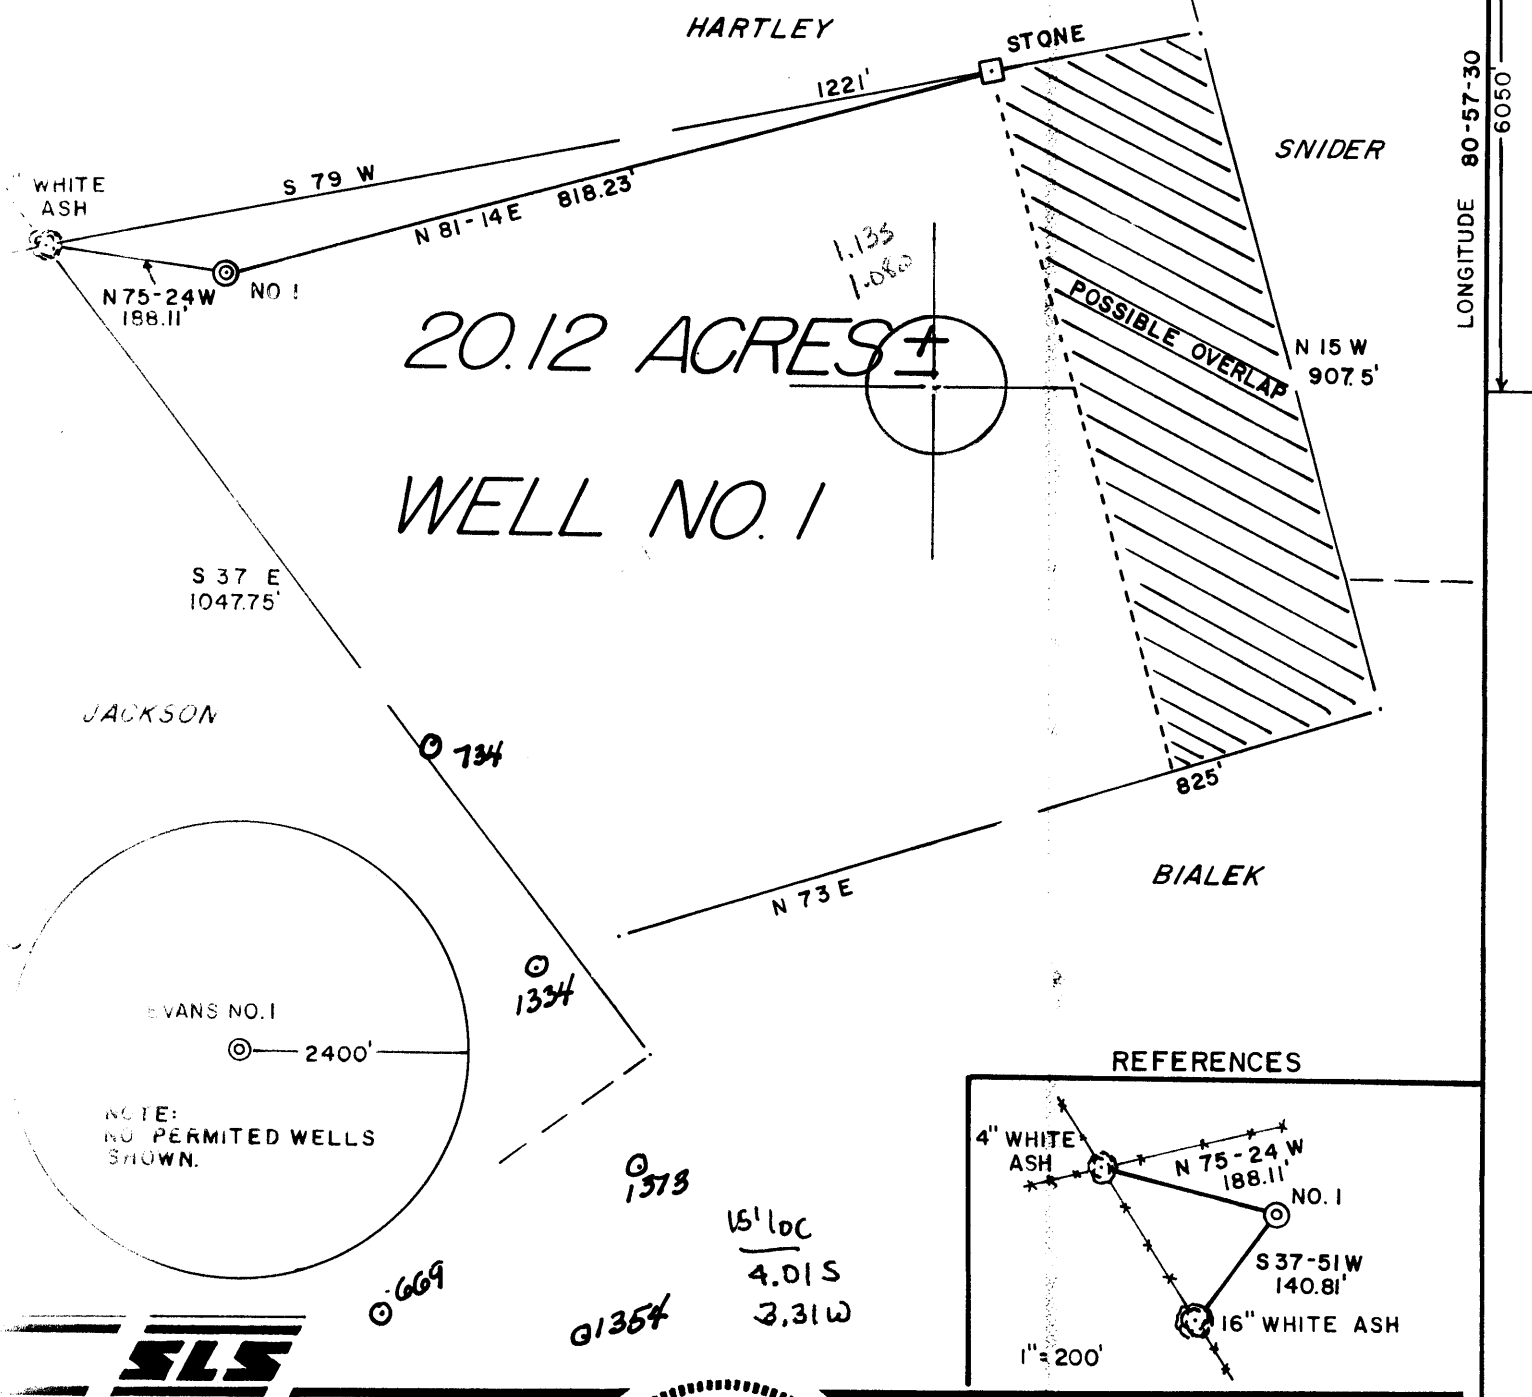 HARTLEY
STONE
1221'
S 79 W
N 81-14 E 818.23'
WHITE
ASH
N 75-24 W
188.11'
NO 1
SNIDER
LONGITUDE 80-57-30
6050'
1.135
1.080
20.12 ACRES ±
POSSIBLE OVERLAP
N 15 W
907.5'
WELL NO. 1
S 37 E
1047.75'
JACKSON
734
825'
N 73 E
BIALEK
1334
EVANS NO. 1
2400'
NOTE:
NO PERMITED WELLS
SHOWN.
1373
669
1354
15' loc
4.01 S
3.31 W
REFERENCES
4" WHITE
ASH
N 75-24 W
188.11'
NO. 1
S 37-51 W
140.81'
16" WHITE ASH
1" = 200'
SLS